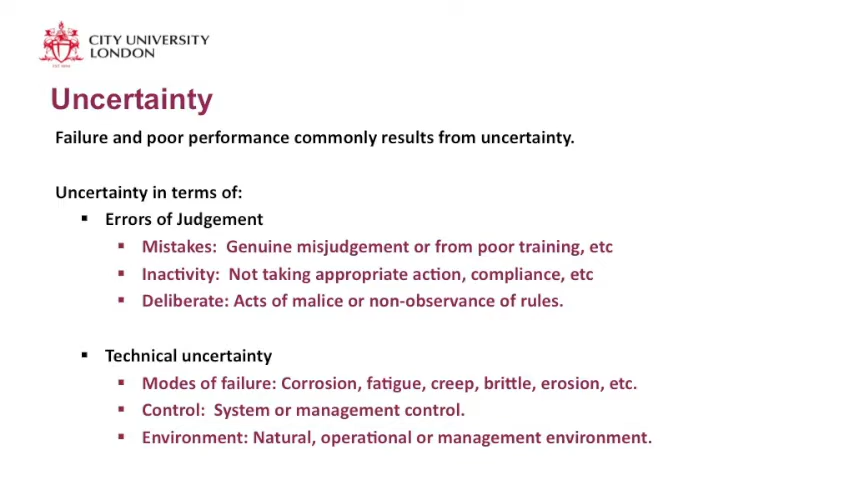 CITY UNIVERSITY
LONDON
EST 1894
Uncertainty
Failure and poor performance commonly results from uncertainty.
Uncertainty in terms of:
▪ Errors of Judgement
▪ Mistakes: Genuine misjudgement or from poor training, etc
▪ Inactivity: Not taking appropriate action, compliance, etc
▪ Deliberate: Acts of malice or non-observance of rules.
▪ Technical uncertainty
▪ Modes of failure: Corrosion, fatigue, creep, brittle, erosion, etc.
▪ Control: System or management control.
▪ Environment: Natural, operational or management environment.